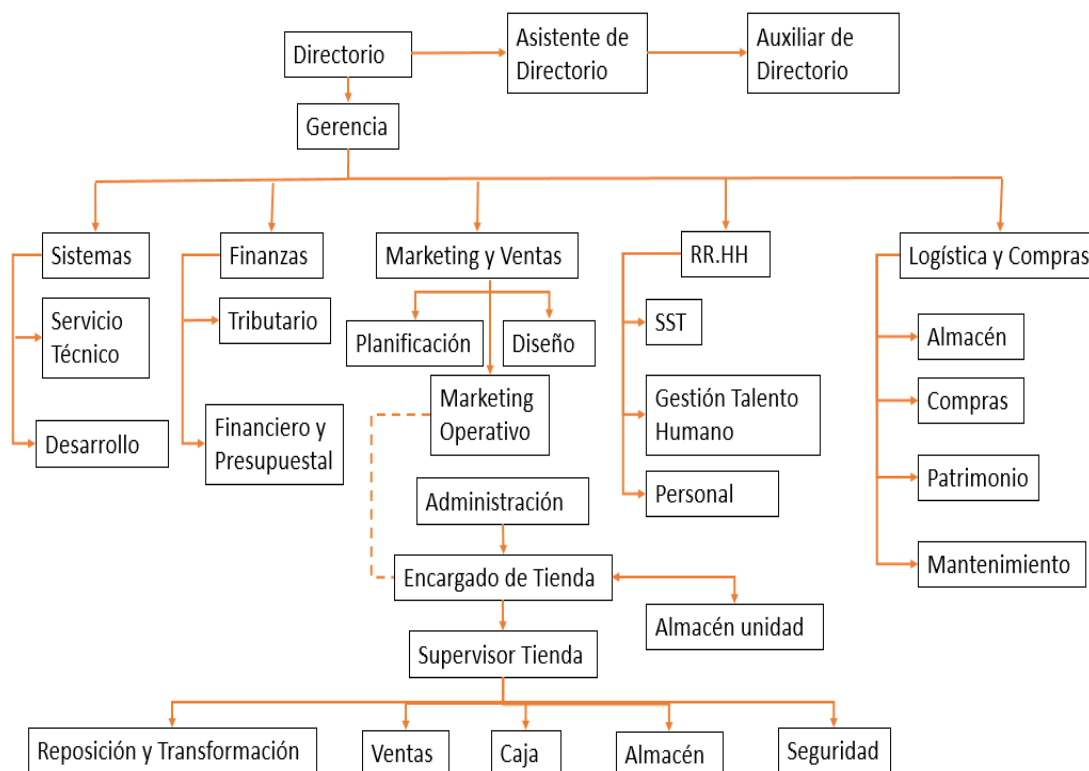 Directorio
Asistente de
Directorio
Auxiliar de
Directorio
Gerencia
Sistemas
Finanzas
Marketing y Ventas
RR.HH
Logística y Compras
Servicio
Técnico
Desarrollo
Tributario
Financiero y
Presupuestal
Planificación
Diseño
Marketing
Operativo
SST
Gestión Talento
Humano
Personal
Almacén
Compras
Patrimonio
Mantenimiento
Administración
Encargado de Tienda
Almacén unidad
Supervisor Tienda
Reposición y Transformación
Ventas
Caja
Almacén
Seguridad